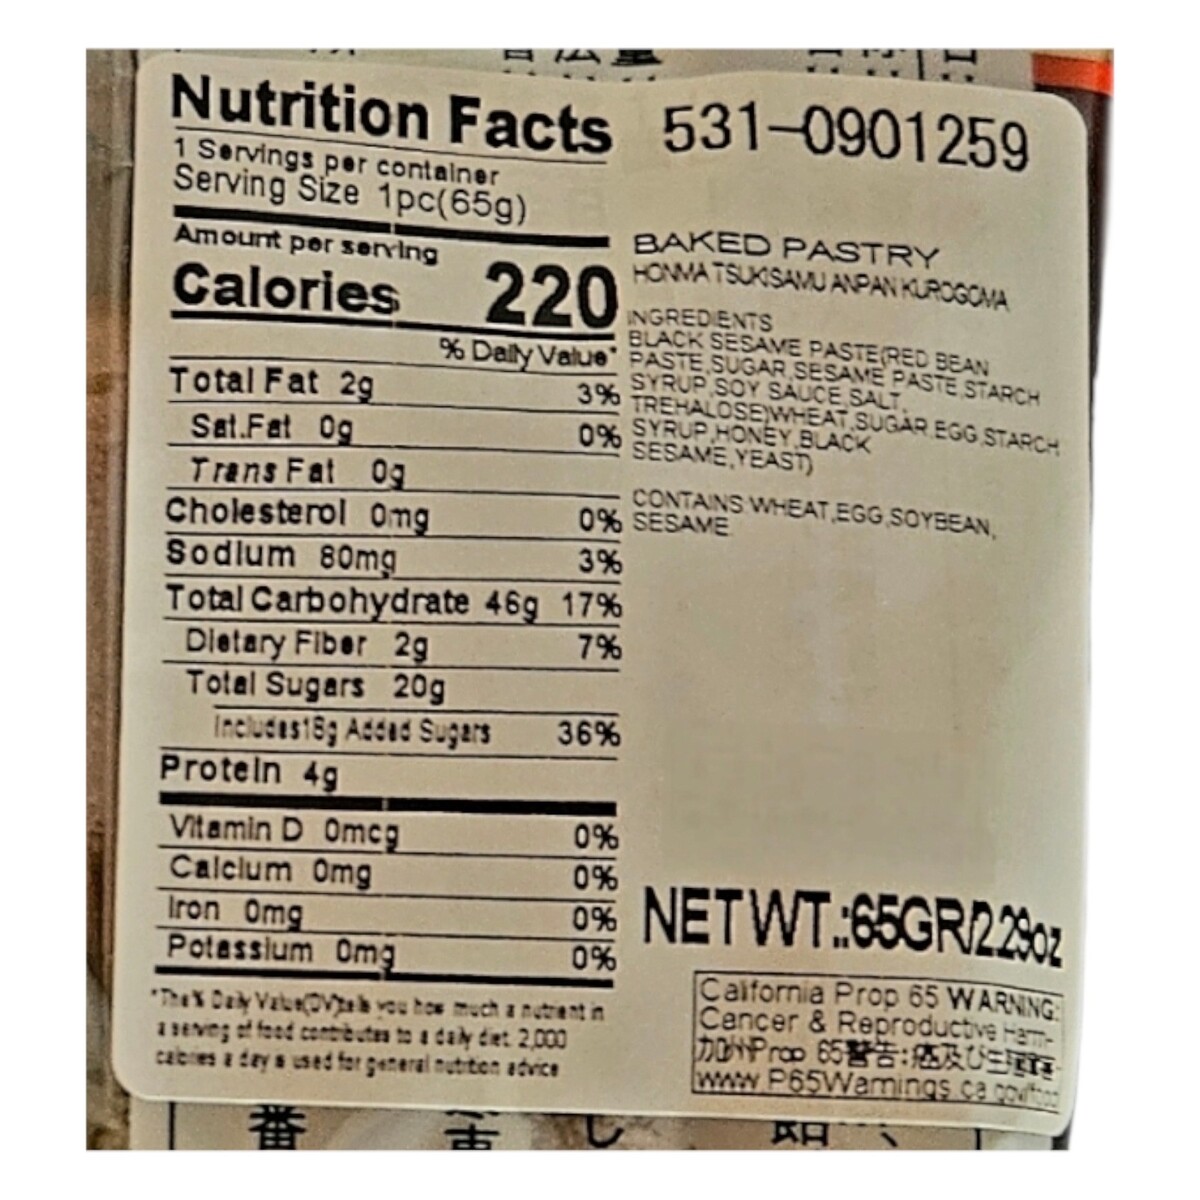 Nutrition Facts
1 Servings per container
Serving Size 1pc(65g)
Amount per serving
Calories 220
% Daily Value*
Total Fat 2g 3%
Sat.Fat 0g 0%
Trans Fat 0g
Cholesterol 0mg 0%
Sodium 80mg 3%
Total Carbohydrate 46g 17%
Dietary Fiber 2g 7%
Total Sugars 20g
Includes18g Added Sugars 36%
Protein 4g
Vitamin D 0mcg 0%
Calcium 0mg 0%
Iron 0mg 0%
Potassium 0mg 0%
*The% Daily Value(DV)tells you how much a nutrient in
a serving of food contributes to a daily diet. 2,000
calories a day is used for general nutrition advice
531-0901259
BAKED PASTRY
HONMA TSUKISAMU ANPAN KUROGOMA
INGREDIENTS
BLACK SESAME PASTE(RED BEAN
PASTE,SUGAR,SESAME PASTE,STARCH
SYRUP,SOY SAUCE,SALT,
TREHALOSE)WHEAT,SUGAR,EGG,STARCH
SYRUP,HONEY,BLACK
SESAME,YEAST)
CONTAINS:WHEAT,EGG,SOYBEAN,
SESAME
NET WT.:65GR/2.29oz
California Prop 65 WARNING:
Cancer & Reproductive Harm-
加州Prop 65警告:癌及び生殖
www.P65Warnings.ca.gov/food
番
し